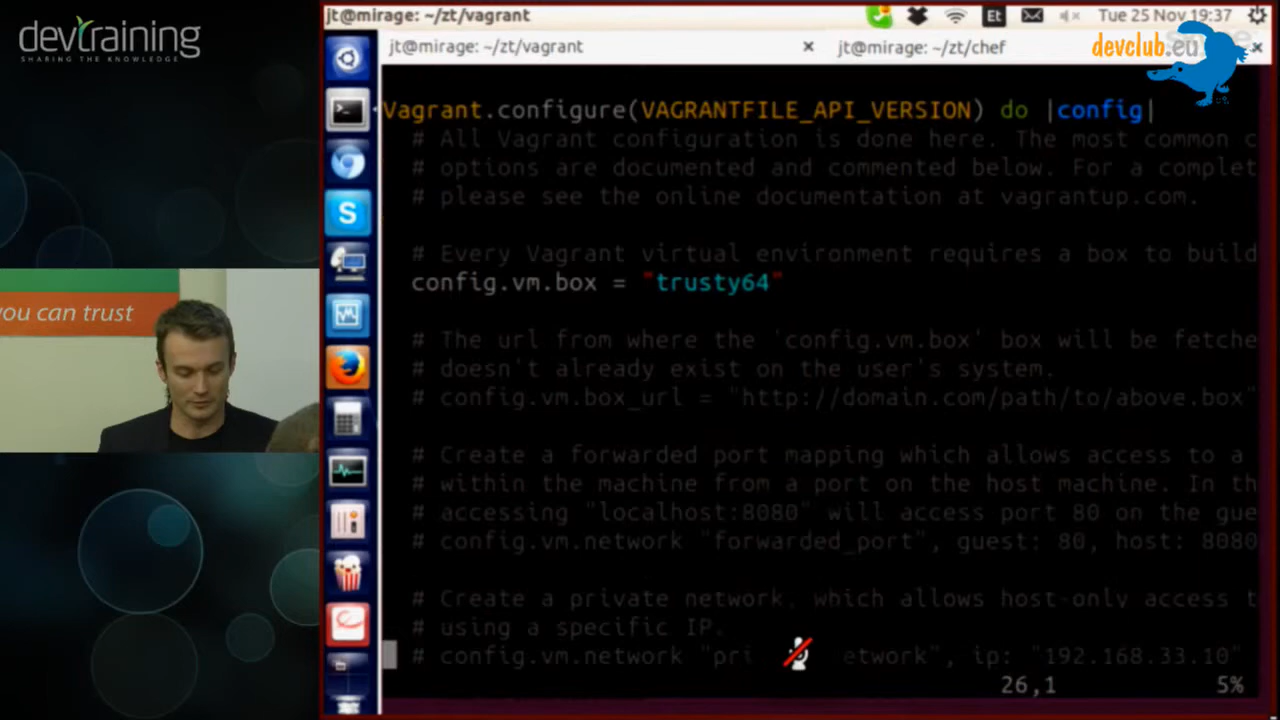 devtraining
SHARING THE KNOWLEDGE
you can trust
jt@mirage: ~/zt/vagrant
Et
Tue 25 Nov 19:37
jt@mirage: ~/zt/vagrant
jt@mirage: ~/zt/chef
devclub.eu
S
Vagrant.configure(VAGRANTFILE_API_VERSION) do |config|
# All Vagrant configuration is done here. The most common c
# options are documented and commented below. For a complet
# please see the online documentation at vagrantup.com.
# Every Vagrant virtual environment requires a box to build
config.vm.box = "trusty64"
# The url from where the 'config.vm.box' box will be fetche
# doesn't already exist on the user's system.
# config.vm.box_url = "http://domain.com/path/to/above.box"
# Create a forwarded port mapping which allows access to a
# within the machine from a port on the host machine. In th
# accessing "localhost:8080" will access port 80 on the gue
# config.vm.network "forwarded_port", guest: 80, host: 8080
# Create a private network, which allows host-only access t
# using a specific IP.
# config.vm.network "pri etwork", ip: "192.168.33.10"
26,1 5%